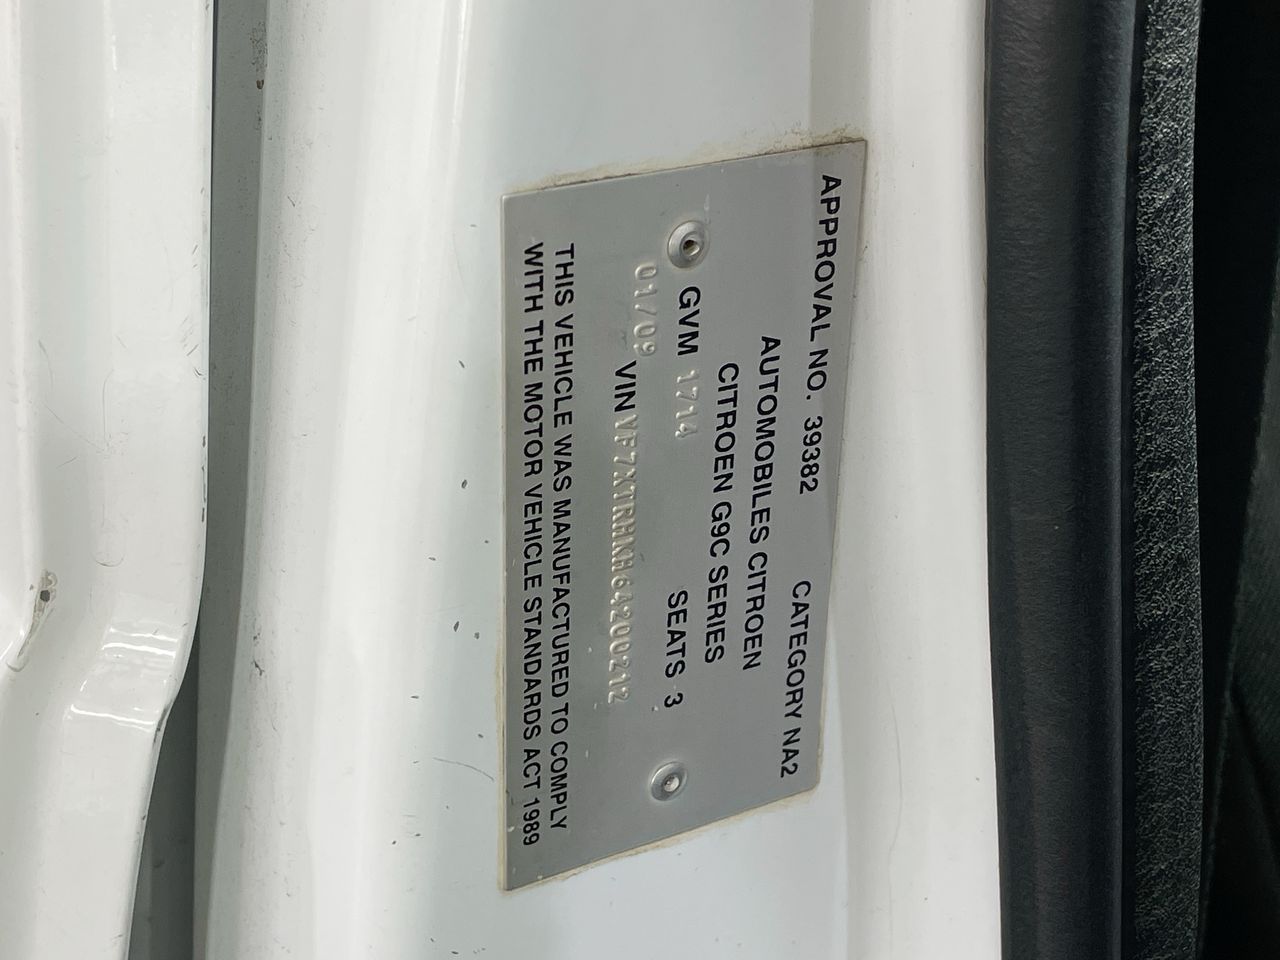 APPROVAL NO. 39382 CATEGORY NA2
AUTOMOBILES CITROEN
CITROEN G9C SERIES
GVM 1714 SEATS 3
01/09 VIN VF7XTRHKH64200212
THIS VEHICLE WAS MANUFACTURED TO COMPLY
WITH THE MOTOR VEHICLE STANDARDS ACT 1989